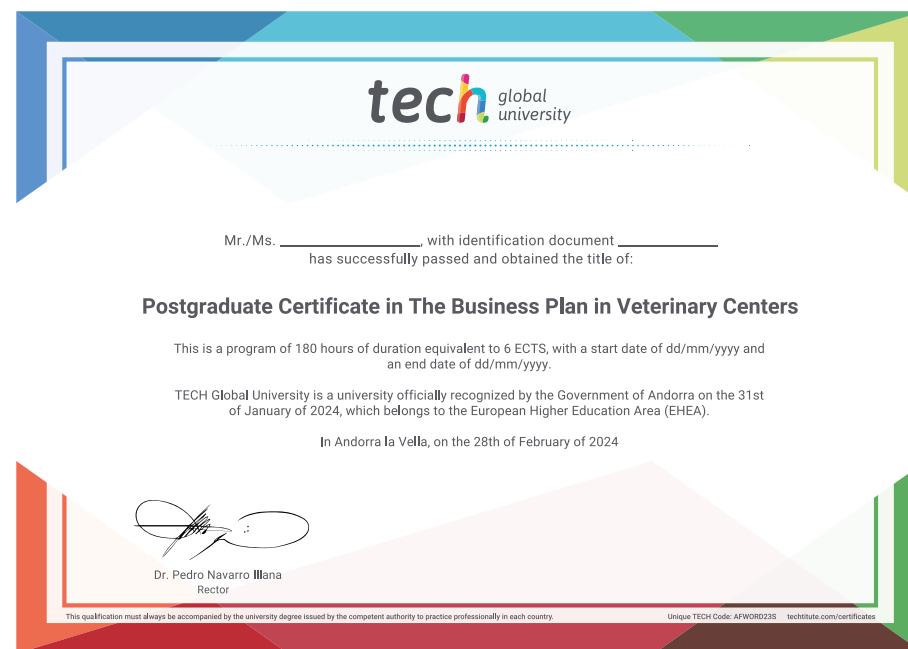 tech global university
Mr./Ms. ____________, with identification document ____________
has successfully passed and obtained the title of:
Postgraduate Certificate in The Business Plan in Veterinary Centers
This is a program of 180 hours of duration equivalent to 6 ECTS, with a start date of dd/mm/yyyy and
an end date of dd/mm/yyyy.
TECH Global University is a university officially recognized by the Government of Andorra on the 31st
of January of 2024, which belongs to the European Higher Education Area (EHEA).
In Andorra la Vella, on the 28th of February of 2024
Dr. Pedro Navarro Illana
Rector
This qualification must always be accompanied by the university degree issued by the competent authority to practice professionally in each country.
Unique TECH Code: AFWORD23S techtitute.com/certificates